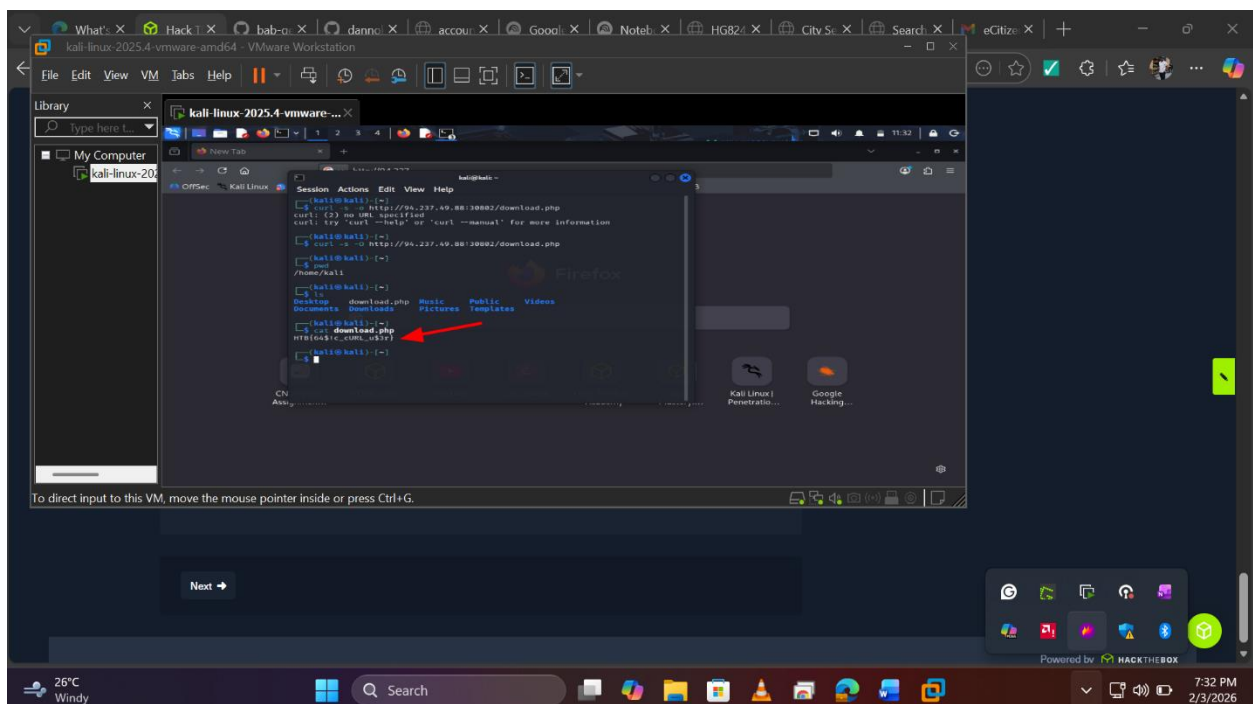 What's
Hack T
bab-qu
dannol
accour
Googl
Noteb
HG824
City Se
Search
eCitize
kali-linux-2025.4-vmware-amd64 - VMware Workstation
File Edit View VM Tabs Help
Library
Type here t...
kali-linux-2025.4-vmware-...
1 2 3 4
11:32
My Computer
kali-linux-202
New Tab
OffSec Kali Linux
kali@kali: ~
Session Actions Edit View Help
(kali㉿kali)-[~]
$ curl -s -o http://94.237.49.88:30802/download.php
curl: (2) no URL specified
curl: try 'curl --help' or 'curl --manual' for more information
(kali㉿kali)-[~]
$ curl -s -O http://94.237.49.88:30802/download.php
(kali㉿kali)-[~]
$ pwd
/home/kali
Firefox
(kali㉿kali)-[~]
$ ls
Desktop download.php Music Public Videos
Documents Downloads Pictures Templates
(kali㉿kali)-[~]
$ cat download.php
HTB{64$!c_cURL_u$3r}
(kali㉿kali)-[~]
$
CN
Kali Linux |
Penetratio...
Google
Hacking...
To direct input to this VM, move the mouse pointer inside or press Ctrl+G.
Next
Powered by HACKTHEBOX
26°C
Windy
Search
7:32 PM
2/3/2026